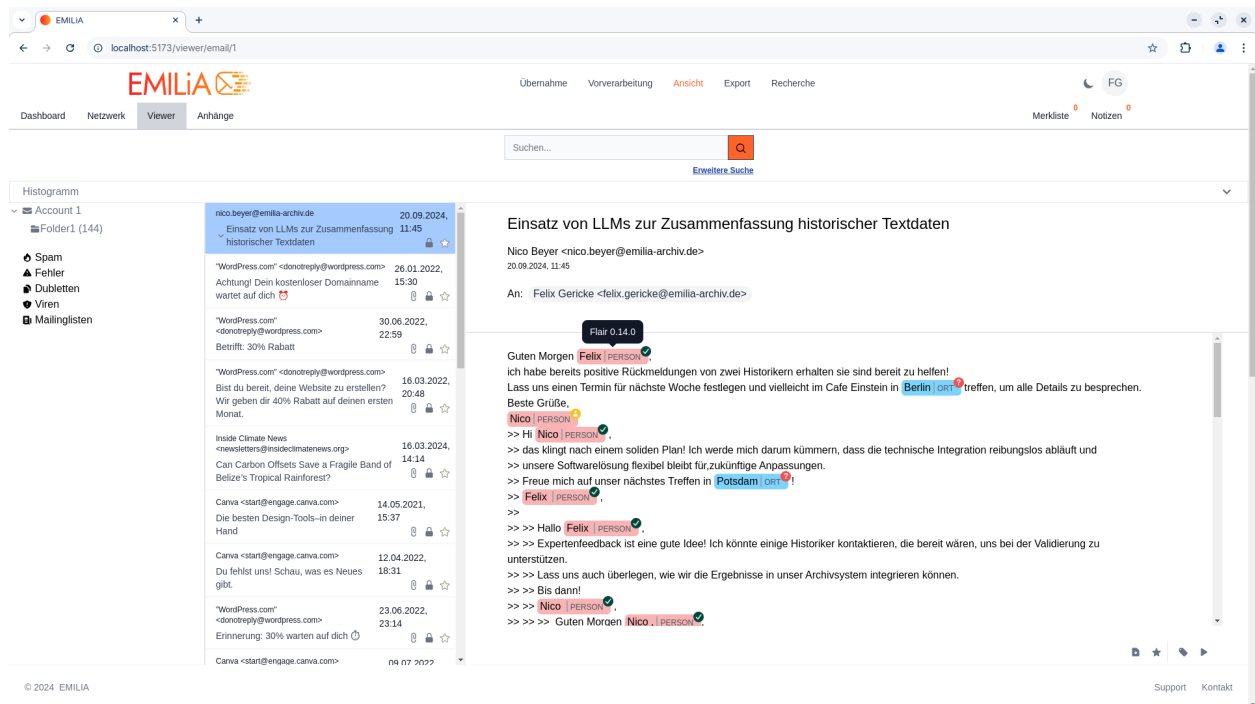 EMILiA
localhost:5173/viewer/email/1
EMILiA
Übernahme Vorverarbeitung Ansicht Export Recherche
FG
Dashboard Netzwerk Viewer Anhänge
Merkliste 0 Notizen 0
Suchen...
Erweitere Suche
Histogramm
Account 1
Folder1 (144)
Spam
Fehler
Dubletten
Viren
Mailinglisten
nico.beyer@emilia-archiv.de
20.09.2024,
11:45
Einsatz von LLMs zur Zusammenfassung
historischer Textdaten
"WordPress.com" <donotreply@wordpress.com>
26.01.2022,
15:30
Achtung! Dein kostenloser Domainname
wartet auf dich ⏰
"WordPress.com"
<donotreply@wordpress.com>
30.06.2022,
22:59
Betrifft: 30% Rabatt
"WordPress.com" <donotreply@wordpress.com>
16.03.2022,
20:48
Bist du bereit, deine Website zu erstellen?
Wir geben dir 40% Rabatt auf deinen ersten
Monat.
Inside Climate News
<newsletters@insideclimatenews.org>
16.03.2024,
14:14
Can Carbon Offsets Save a Fragile Band of
Belize's Tropical Rainforest?
Canva <start@engage.canva.com>
14.05.2021,
15:37
Die besten Design-Tools–in deiner
Hand
Canva <start@engage.canva.com>
12.04.2022,
18:31
Du fehlst uns! Schau, was es Neues
gibt.
"WordPress.com"
<donotreply@wordpress.com>
23.06.2022,
23:14
Erinnerung: 30% warten auf dich ⏱
Canva <start@engage.canva.com>
09.07.2022
Einsatz von LLMs zur Zusammenfassung historischer Textdaten
Nico Beyer <nico.beyer@emilia-archiv.de>
20.09.2024, 11:45
An: Felix Gericke <felix.gericke@emilia-archiv.de>
Flair 0.14.0
Guten Morgen Felix | PERSON ,
ich habe bereits positive Rückmeldungen von zwei Historikern erhalten sie sind bereit zu helfen!
Lass uns einen Termin für nächste Woche festlegen und vielleicht im Cafe Einstein in Berlin | ORT ? treffen, um alle Details zu besprechen.
Beste Grüße,
Nico | PERSON
>> Hi Nico | PERSON ,
>> das klingt nach einem soliden Plan! Ich werde mich darum kümmern, dass die technische Integration reibungslos abläuft und
>> unsere Softwarelösung flexibel bleibt für,zukünftige Anpassungen.
>> Freue mich auf unser nächstes Treffen in Potsdam | ORT ? !
>> Felix | PERSON ,
>>
>> >> Hallo Felix | PERSON ,
>> >> Expertenfeedback ist eine gute Idee! Ich könnte einige Historiker kontaktieren, die bereit wären, uns bei der Validierung zu
unterstützen.
>> >> Lass uns auch überlegen, wie wir die Ergebnisse in unser Archivsystem integrieren können.
>> >> Bis dann!
>> >> Nico | PERSON ,
>> >> >> Guten Morgen Nico , | PERSON ,
© 2024 EMILIA
Support Kontakt